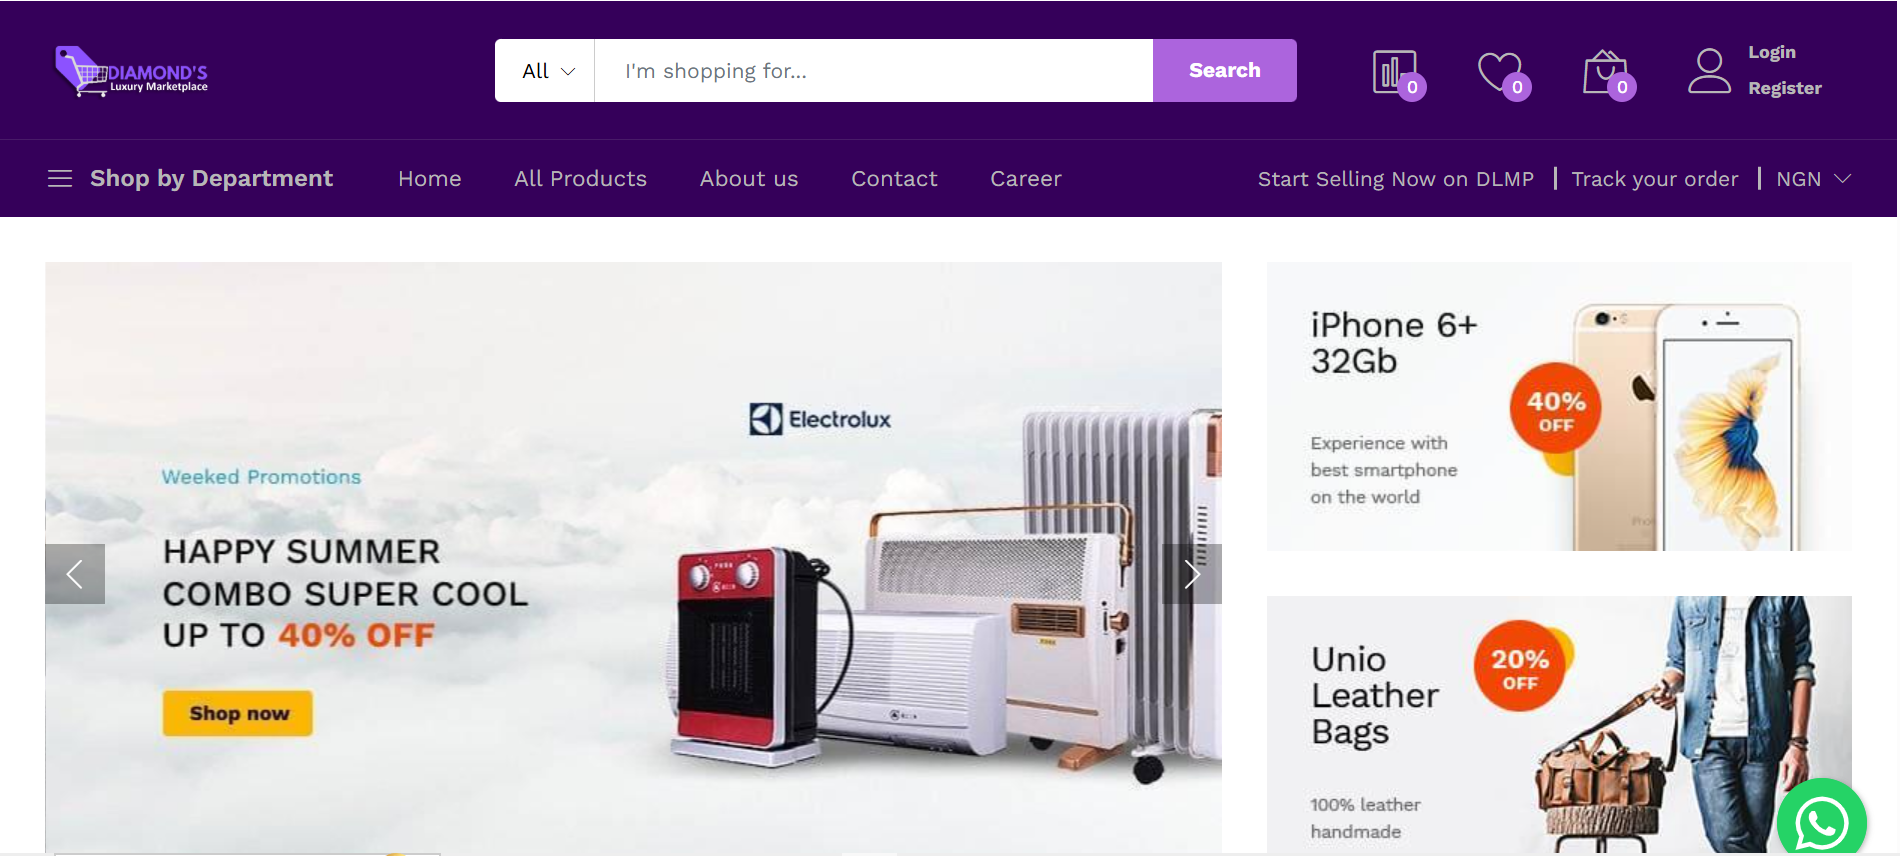 DIAMOND'S
Luxury Marketplace
All
I'm shopping for...
Search
0
0
0
Login
Register
Shop by Department
Home
All Products
About us
Contact
Career
Start Selling Now on DLMP
Track your order
NGN
Electrolux
Weeked Promotions
HAPPY SUMMER
COMBO SUPER COOL
UP TO 40% OFF
Shop now
iPhone 6+
32Gb
40%
OFF
Experience with
best smartphone
on the world
Unio
Leather
Bags
20%
OFF
100% leather
handmade